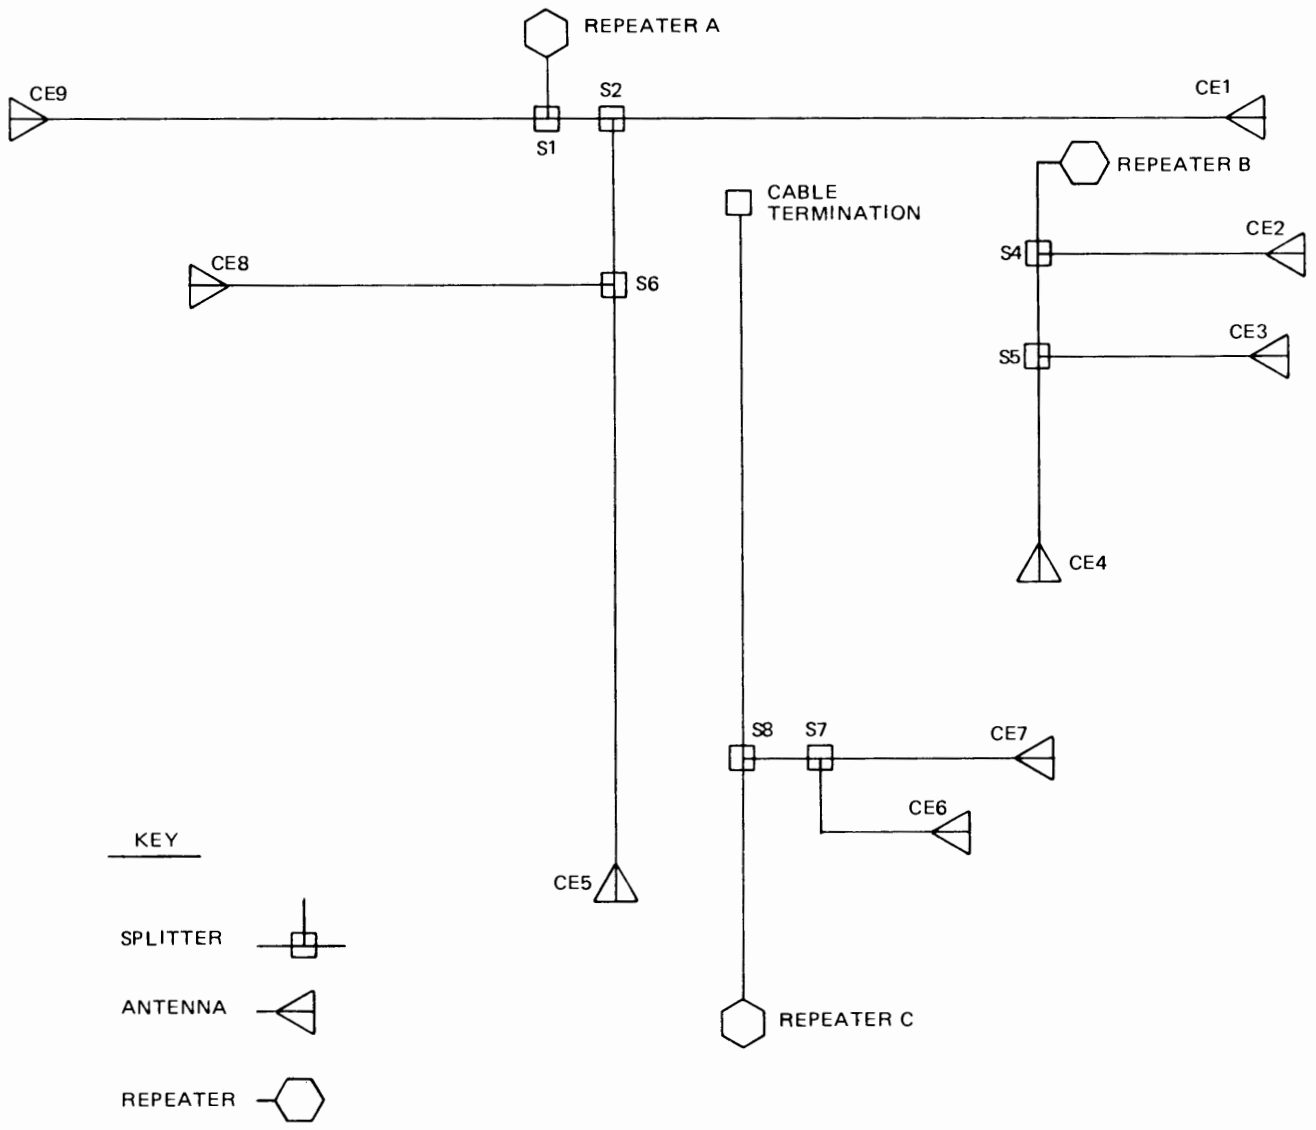 REPEATER A
CE9
S2
CE1
S1
REPEATER B
CABLE
TERMINATION
CE2
S4
CE8
S6
CE3
S5
CE4
S8
S7
CE7
CE6
KEY
CE5
SPLITTER
ANTENNA
REPEATER C
REPEATER